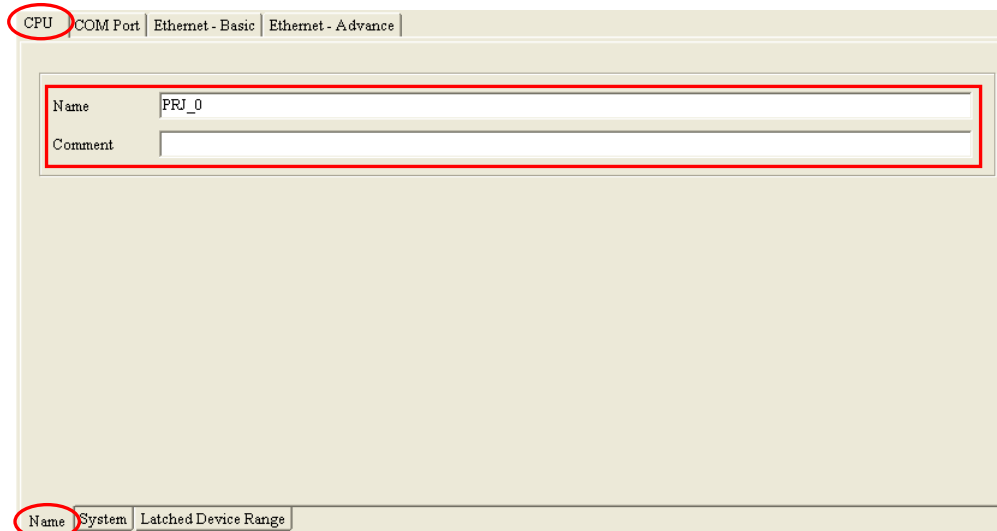 CPU COM Port Ethernet - Basic Ethernet - Advance
Name PRJ_0
Comment
Name System Latched Device Range